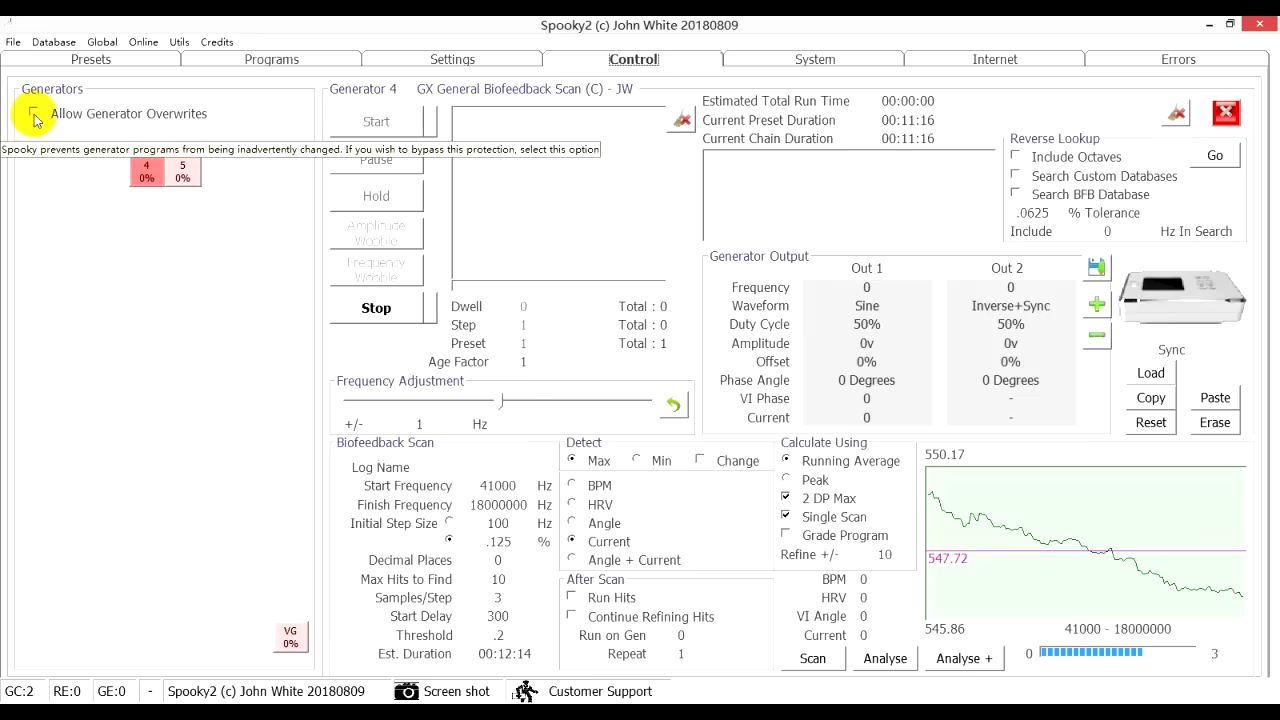 Spooky2 (c) John White 20180809
File Database Global Online Utils Credits
Presets Programs Settings Control System Internet Errors
Generators
Allow Generator Overwrites
Spooky prevents generator programs from being inadvertently changed. If you wish to bypass this protection, select this option
4 5
0% 0%
VG
0%
Generator 4 GX General Biofeedback Scan (C) - JW
Start
Pause
Hold
Amplitude
Wobble
Frequency
Wobble
Stop
Dwell 0 Total : 0
Step 1 Total : 0
Preset 1 Total : 1
Age Factor 1
Frequency Adjustment
+/- 1 Hz
Estimated Total Run Time 00:00:00
Current Preset Duration 00:11:16
Current Chain Duration 00:11:16
Reverse Lookup
Include Octaves Go
Search Custom Databases
Search BFB Database
.0625 % Tolerance
Include 0 Hz In Search
Generator Output
Out 1 Out 2
Frequency 0 0
Waveform Sine Inverse+Sync
Duty Cycle 50% 50%
Amplitude 0v 0v
Offset 0% 0%
Phase Angle 0 Degrees 0 Degrees
VI Phase 0 -
Current 0 -
Sync
Load
Copy Paste
Reset Erase
Biofeedback Scan
Log Name
Start Frequency 41000 Hz
Finish Frequency 18000000 Hz
Initial Step Size 100 Hz
.125 %
Decimal Places 0
Max Hits to Find 10
Samples/Step 3
Start Delay 300
Threshold .2
Est. Duration 00:12:14
Detect
Max Min Change
BPM
HRV
Angle
Current
Angle + Current
After Scan
Run Hits
Continue Refining Hits
Run on Gen 0
Repeat 1
Calculate Using
Running Average
Peak
2 DP Max
Single Scan
Grade Program
Refine +/- 10
BPM 0
HRV 0
VI Angle 0
Current 0
Scan Analyse Analyse +
550.17
547.72
545.86 41000 - 18000000
0 3
GC:2 RE:0 GE:0 - Spooky2 (c) John White 20180809 Screen shot Customer Support